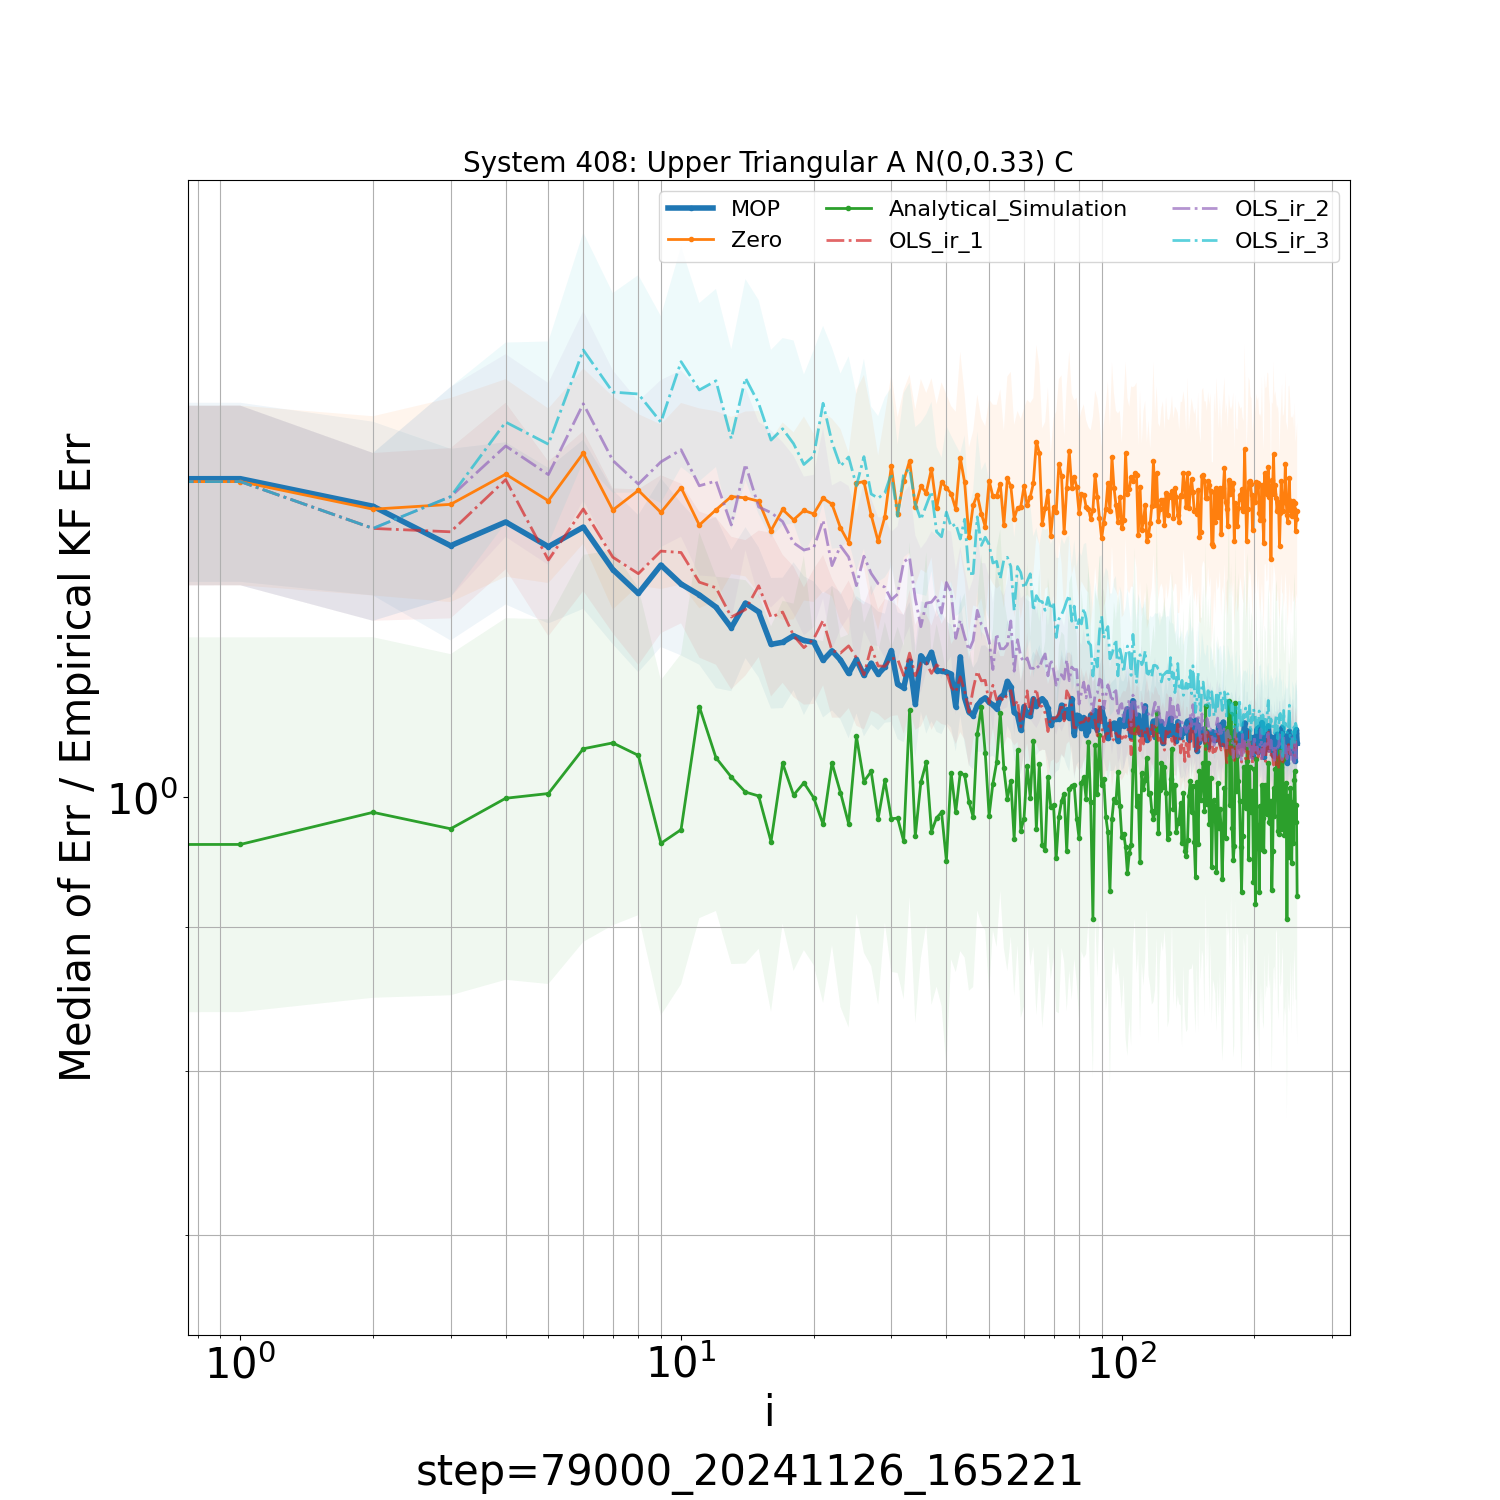 System 408: Upper Triangular A N(0,0.33) C
MOP
Zero
Analytical_Simulation
OLS_ir_1
OLS_ir_2
OLS_ir_3
Median of Err / Empirical KF Err
10⁰
10⁰ 10¹ 10²
i
step=79000_20241126_165221